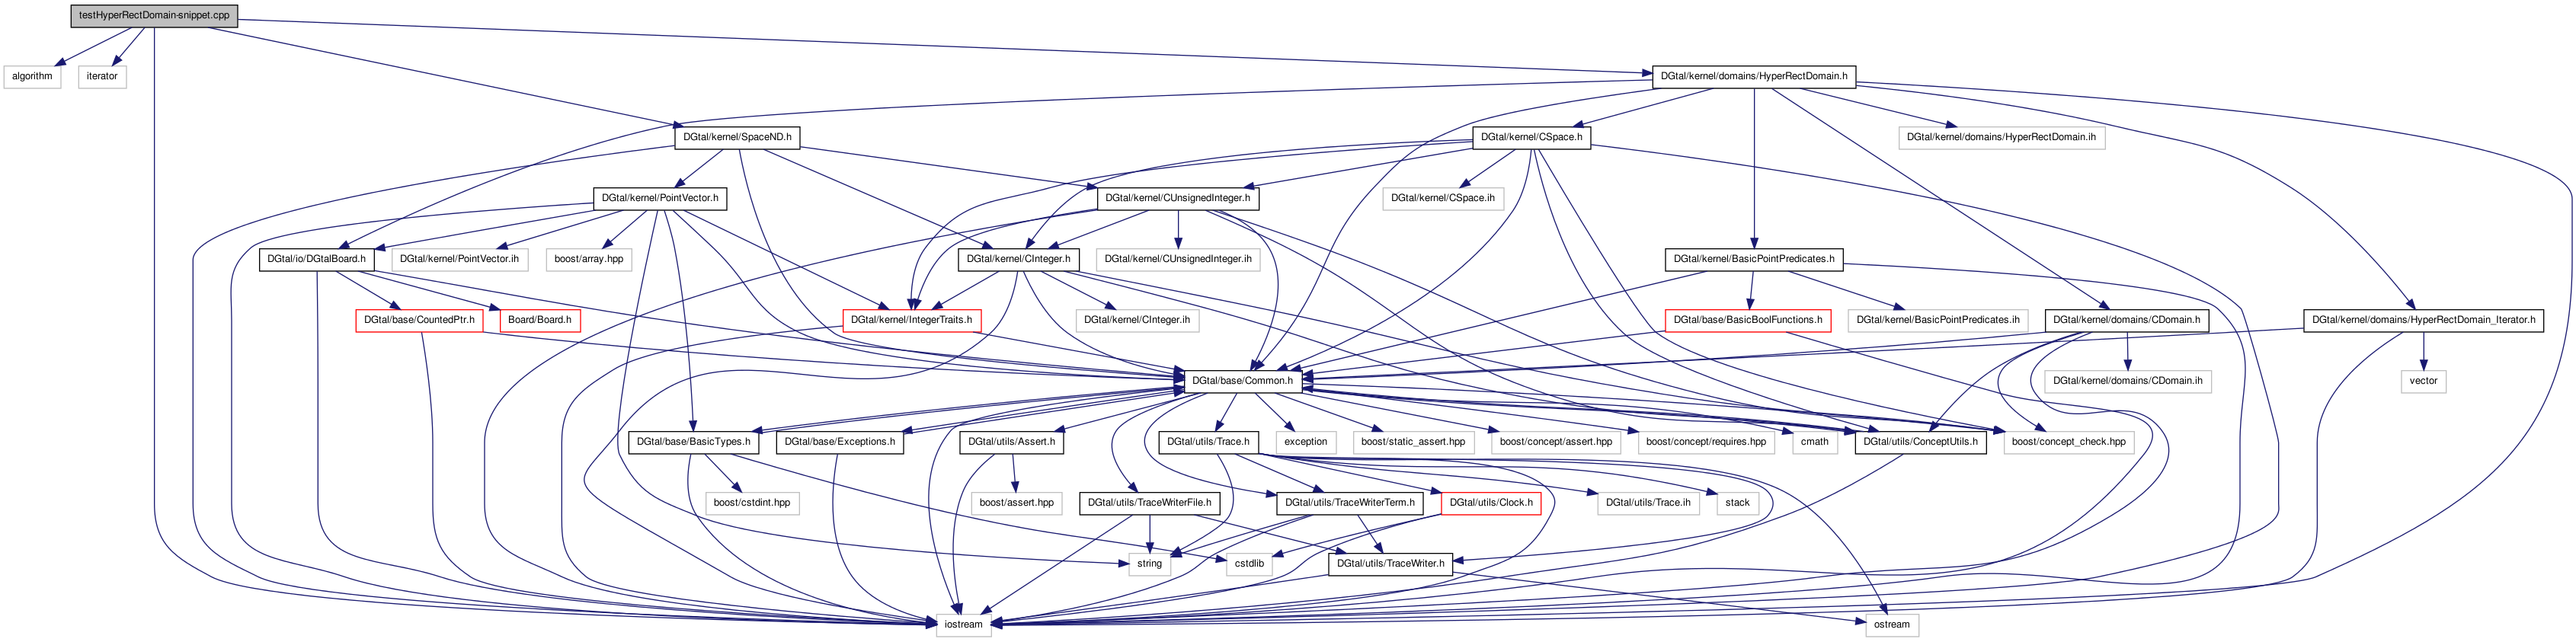 testHyperRectDomain-snippet.cpp
algorithm
iterator
DGtal/kernel/domains/HyperRectDomain.h
DGtal/kernel/SpaceND.h
DGtal/kernel/CSpace.h
DGtal/kernel/domains/HyperRectDomain.ih
DGtal/kernel/PointVector.h
DGtal/kernel/CUnsignedInteger.h
DGtal/kernel/CSpace.ih
DGtal/io/DGtalBoard.h
DGtal/kernel/PointVector.ih
boost/array.hpp
DGtal/kernel/CInteger.h
DGtal/kernel/CUnsignedInteger.ih
DGtal/kernel/BasicPointPredicates.h
DGtal/base/CountedPtr.h
Board/Board.h
DGtal/kernel/IntegerTraits.h
DGtal/kernel/CInteger.ih
DGtal/base/BasicBoolFunctions.h
DGtal/kernel/BasicPointPredicates.ih
DGtal/kernel/domains/CDomain.h
DGtal/kernel/domains/HyperRectDomain_Iterator.h
DGtal/base/Common.h
DGtal/kernel/domains/CDomain.ih
vector
DGtal/base/BasicTypes.h
DGtal/base/Exceptions.h
DGtal/utils/Assert.h
DGtal/utils/Trace.h
exception
boost/static_assert.hpp
boost/concept/assert.hpp
boost/concept/requires.hpp
cmath
DGtal/utils/ConceptUtils.h
boost/concept_check.hpp
boost/cstdint.hpp
boost/assert.hpp
DGtal/utils/TraceWriterFile.h
DGtal/utils/TraceWriterTerm.h
DGtal/utils/Clock.h
DGtal/utils/Trace.ih
stack
string
cstdlib
DGtal/utils/TraceWriter.h
iostream
ostream